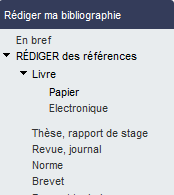 Rédiger ma bibliographie
En bref
RÉDIGER des références
Livre
Papier
Electronique
Thèse, rapport de stage
Revue, journal
Norme
Brevet